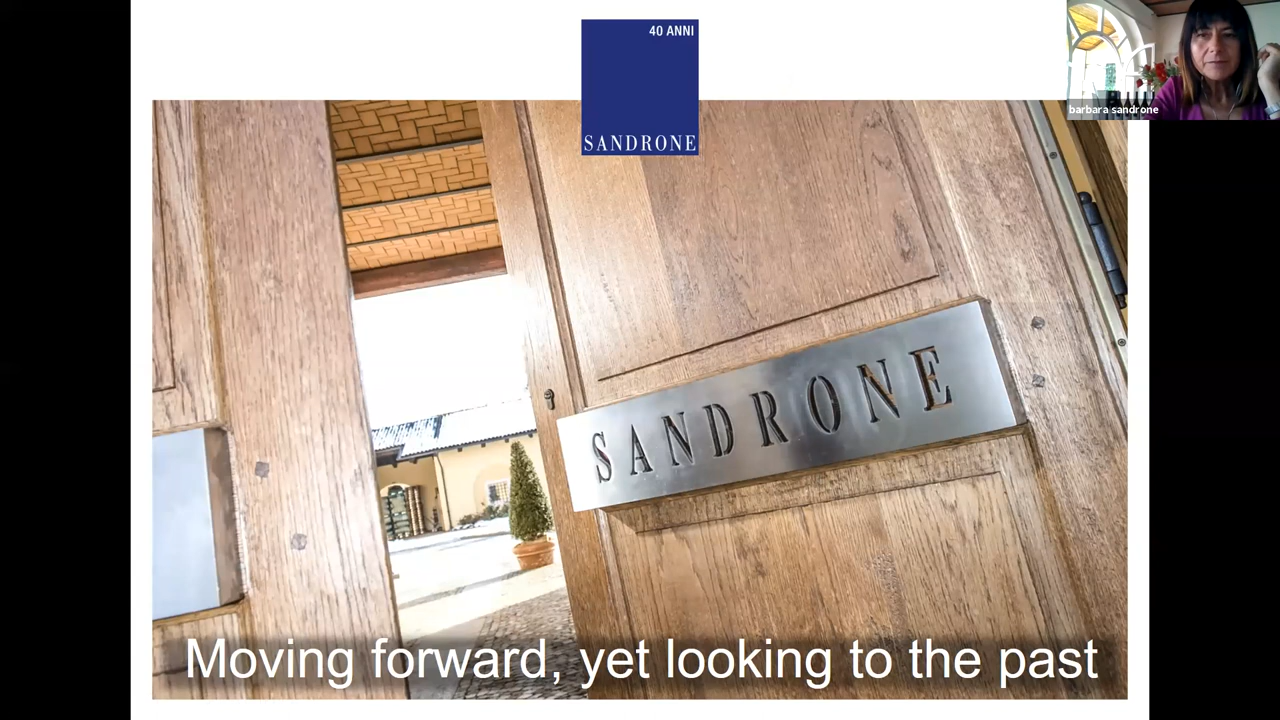 40 ANNI
SANDRONE
barbara sandrone
SANDRONE
Moving forward, yet looking to the past